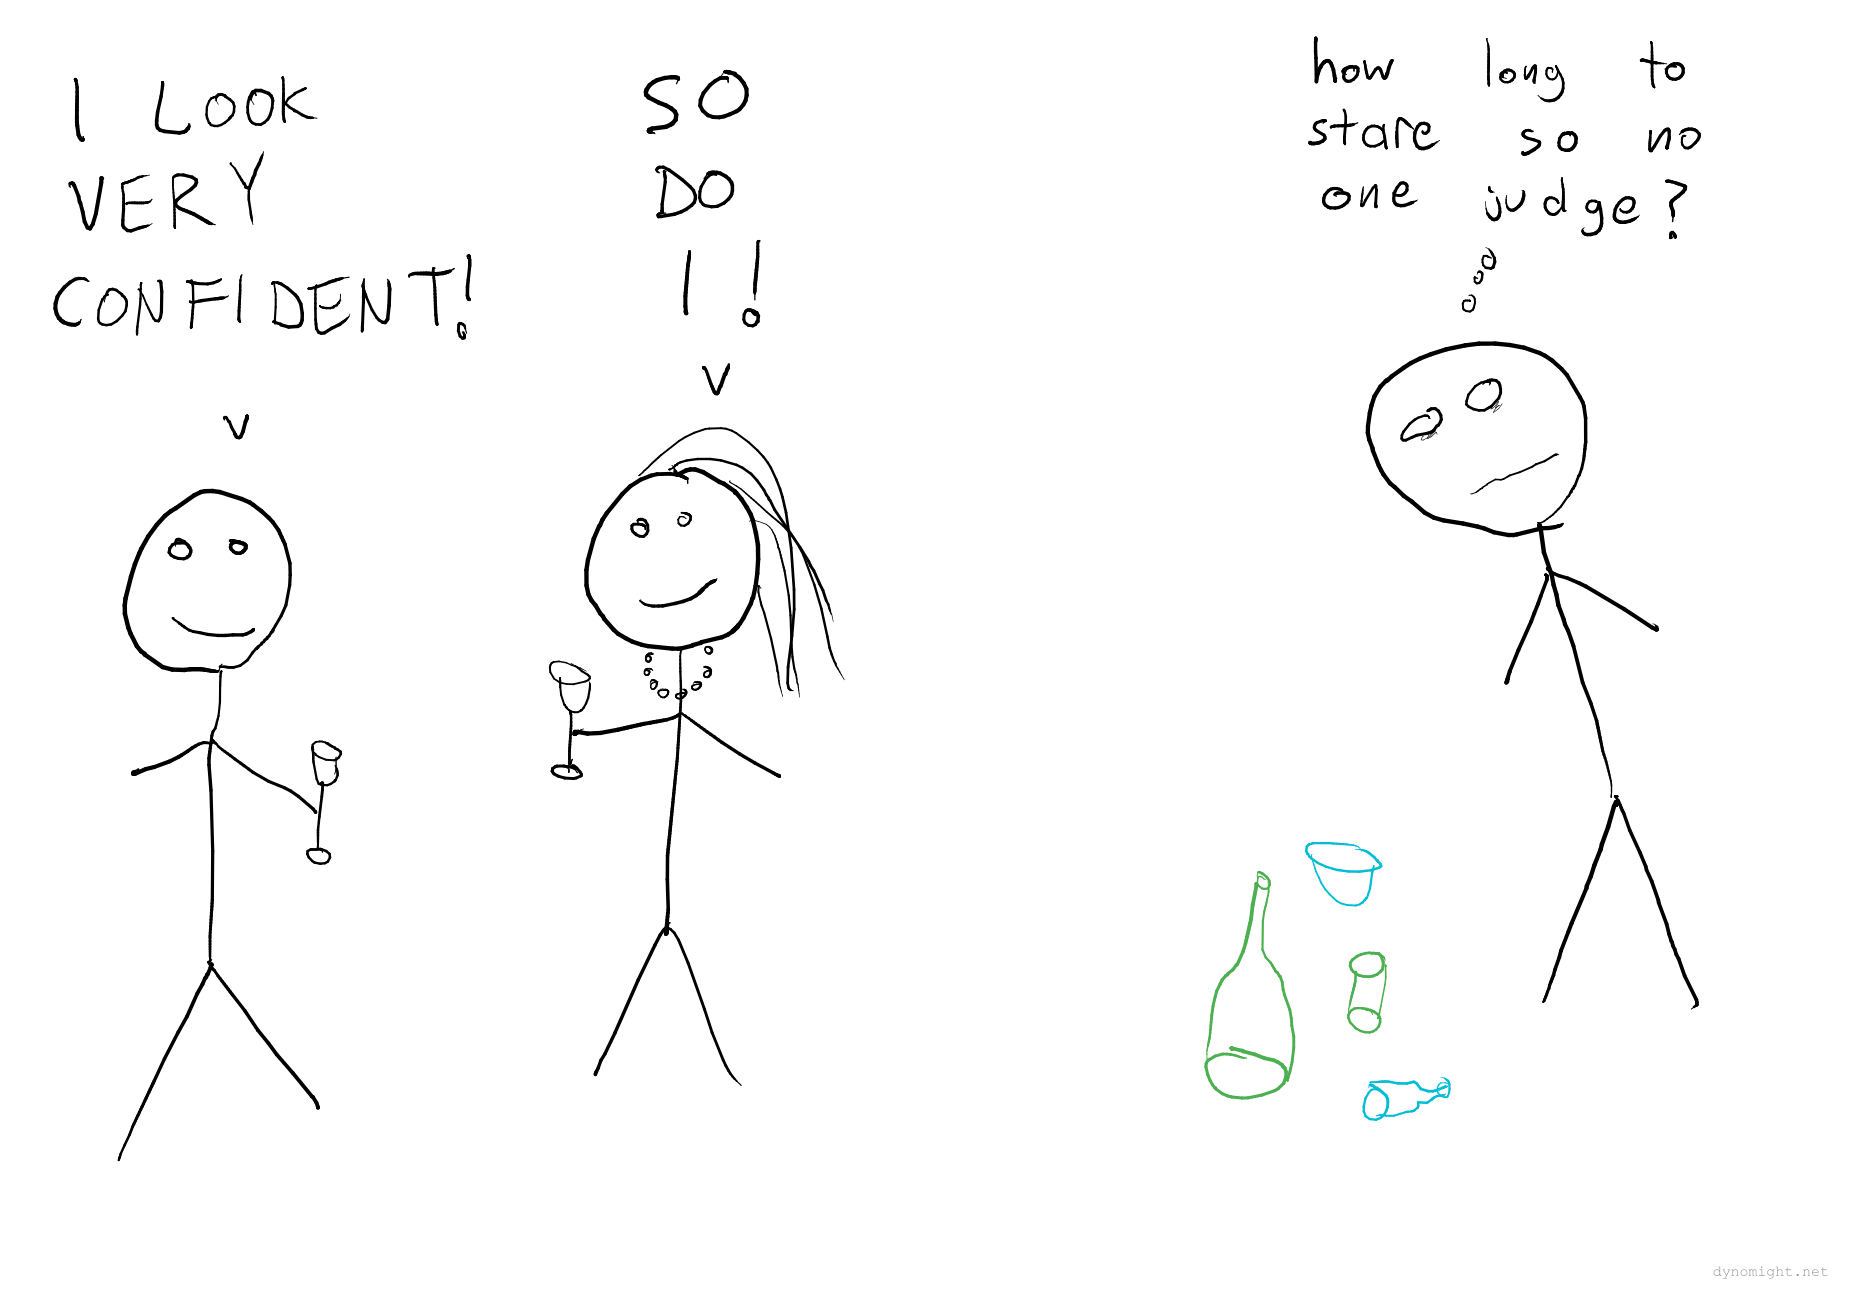 I LOOK
VERY
CONFIDENT!
SO
DO
I!
how long to
stare so no
one judge?
dynomight.net